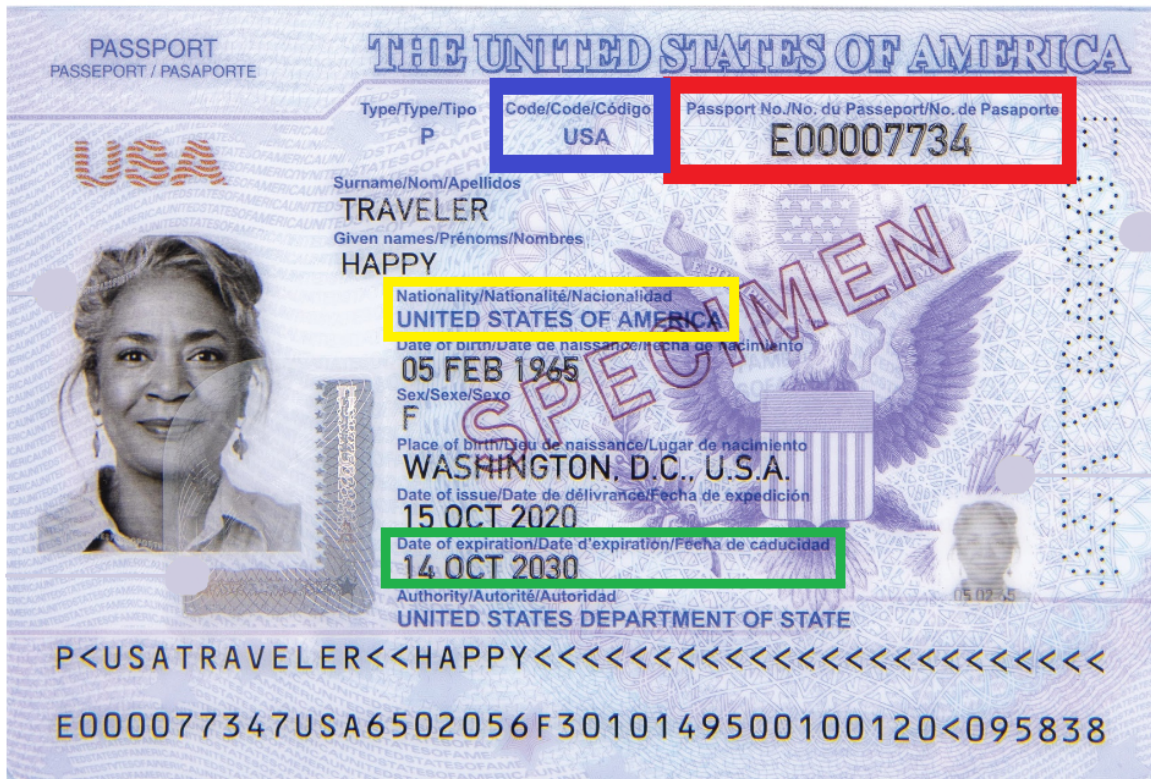 PASSPORT
PASSEPORT / PASAPORTE
THE UNITED STATES OF AMERICA
Type/Type/Tipo
P
Code/Code/Código
USA
Passport No./No. du Passeport/No. de Pasaporte
E00007734
USA
Surname/Nom/Apellidos
TRAVELER
Given names/Prénoms/Nombres
HAPPY
Nationality/Nationalité/Nacionalidad
UNITED STATES OF AMERICA
Date of birth/Date de naissance/Fecha de nacimiento
05 FEB 1965
Sex/Sexe/Sexo
F
Place of birth/Lieu de naissance/Lugar de nacimiento
WASHINGTON, D.C., U.S.A.
Date of issue/Date de délivrance/Fecha de expedición
15 OCT 2020
Date of expiration/Date d'expiration/Fecha de caducidad
14 OCT 2030
Authority/Autorité/Autoridad
UNITED STATES DEPARTMENT OF STATE
SPECIMEN
P<USATRAVELER<<HAPPY<<<<<<<<<<<<<<<<<<<<<<<<
E000077347USA6502056F3010149500100120<095838